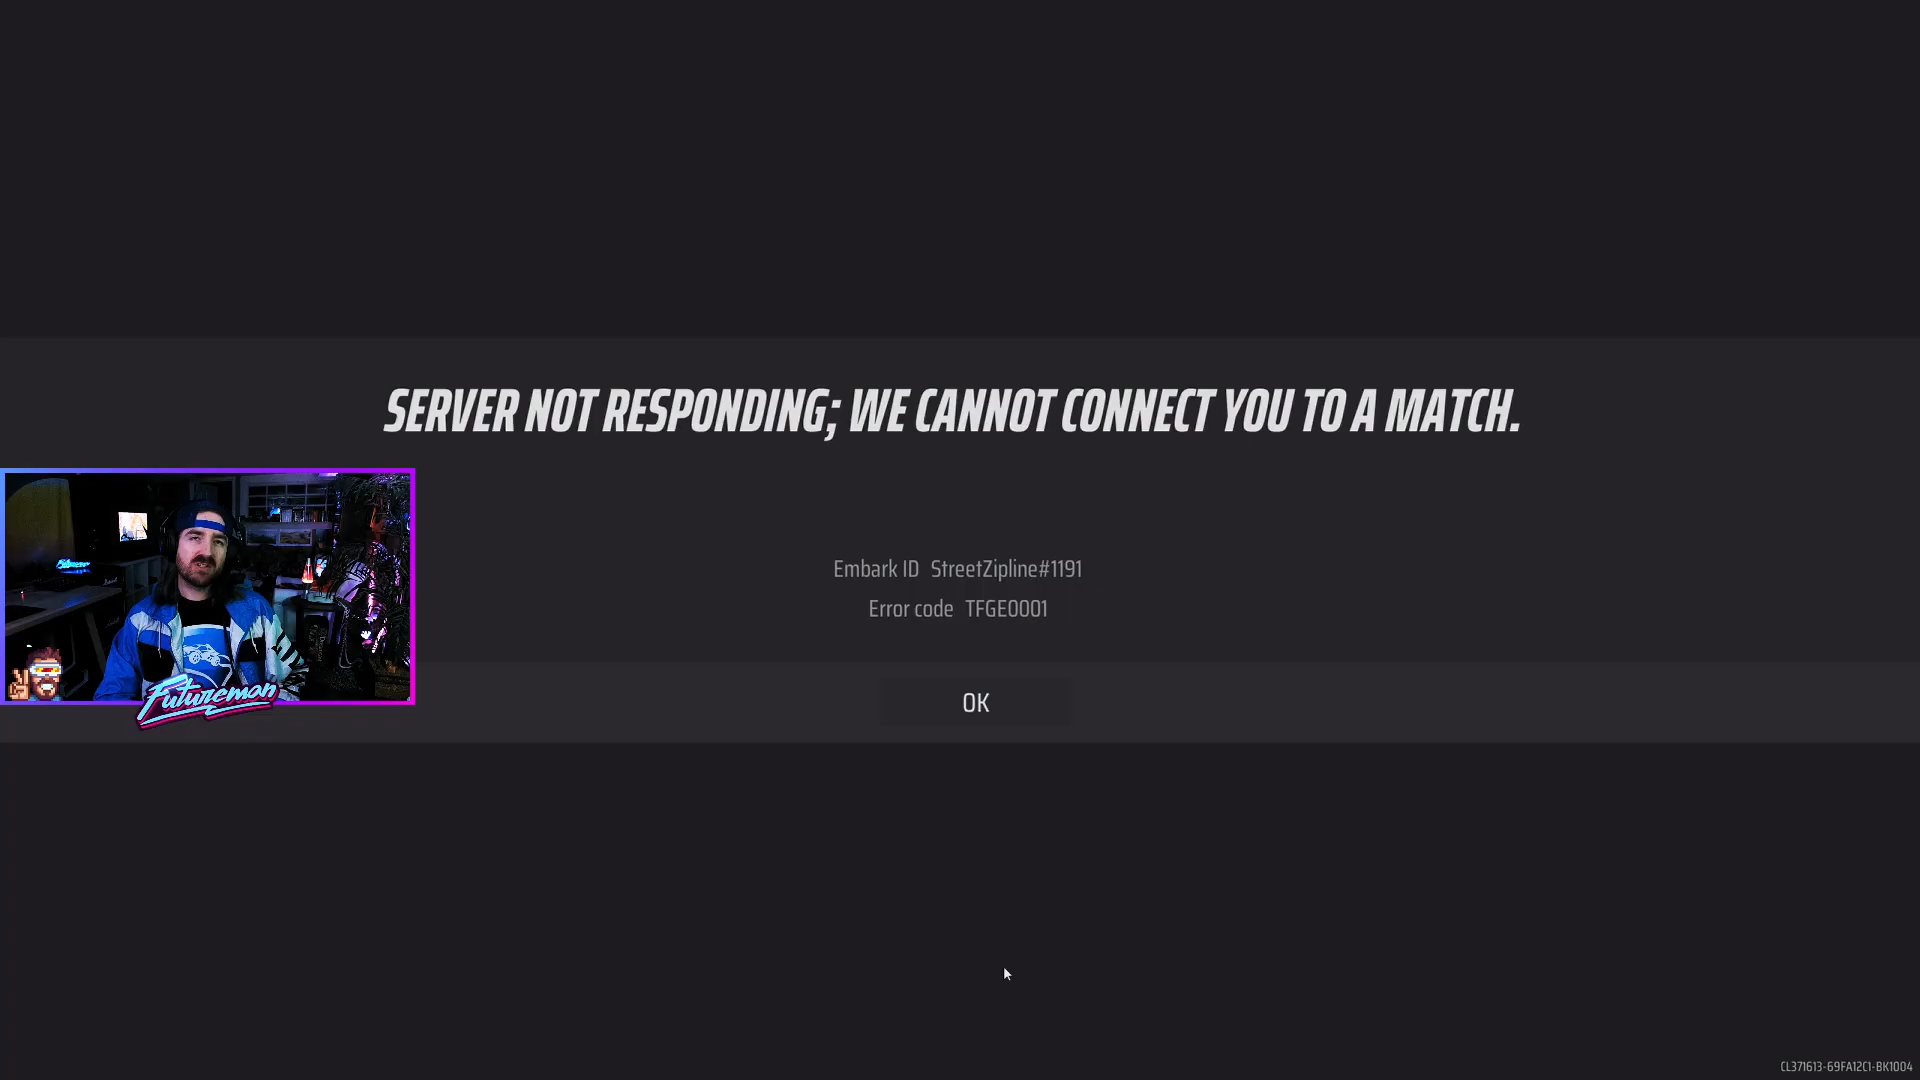 SERVER NOT RESPONDING; WE CANNOT CONNECT YOU TO A MATCH.
Embark ID StreetZipline#1191
Error code TFGE0001
Futureman
OK
CL371613-69FA12C1-BK1004